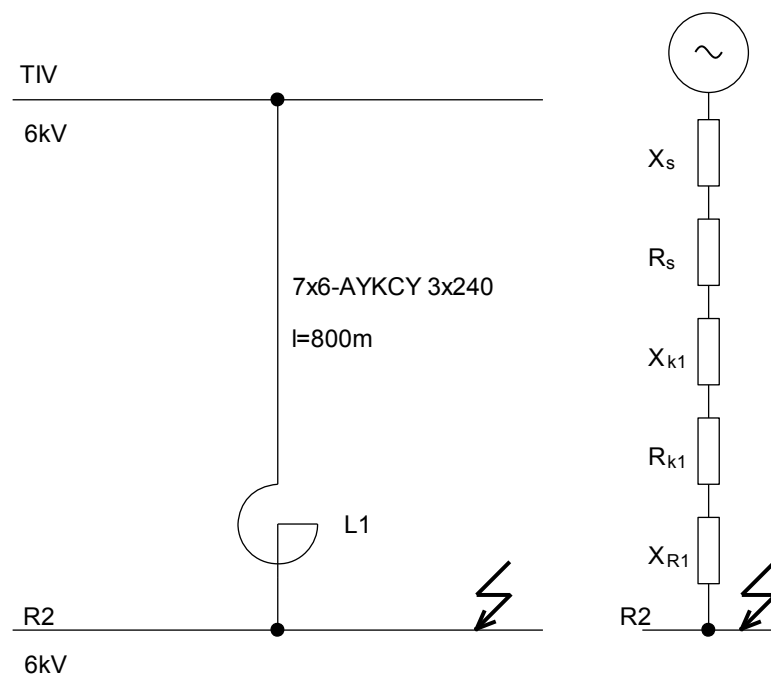 TIV
6kV
7x6-AYKCY 3x240
l=800m
L1
R2
6kV
~
Xs
Rs
Xk1
Rk1
XR1
R2